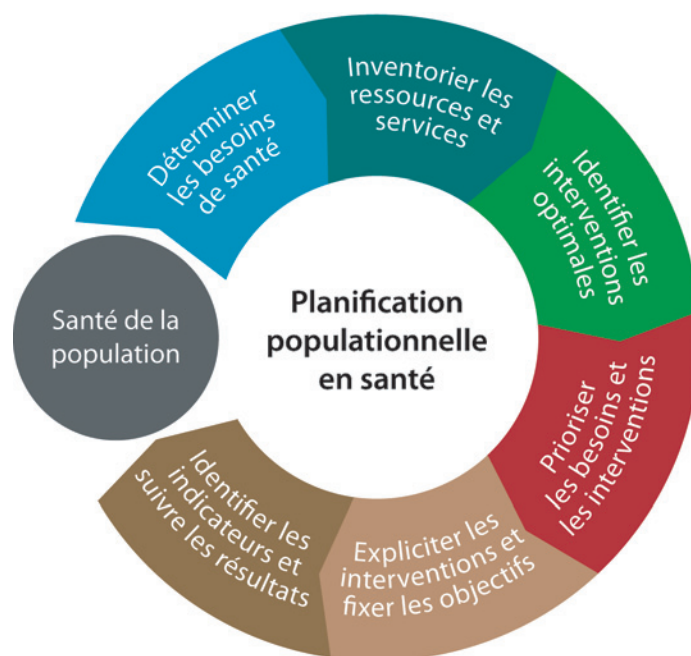 Planification
populationnelle
en santé
Santé de la
population
Déterminer
les besoins
de santé
Inventorier les
ressources et
services
Identifier les
interventions
optimales
Prioriser
les besoins et
les interventions
Expliciter les
interventions et
fixer les objectifs
Identifier les
indicateurs et
suivre les résultats